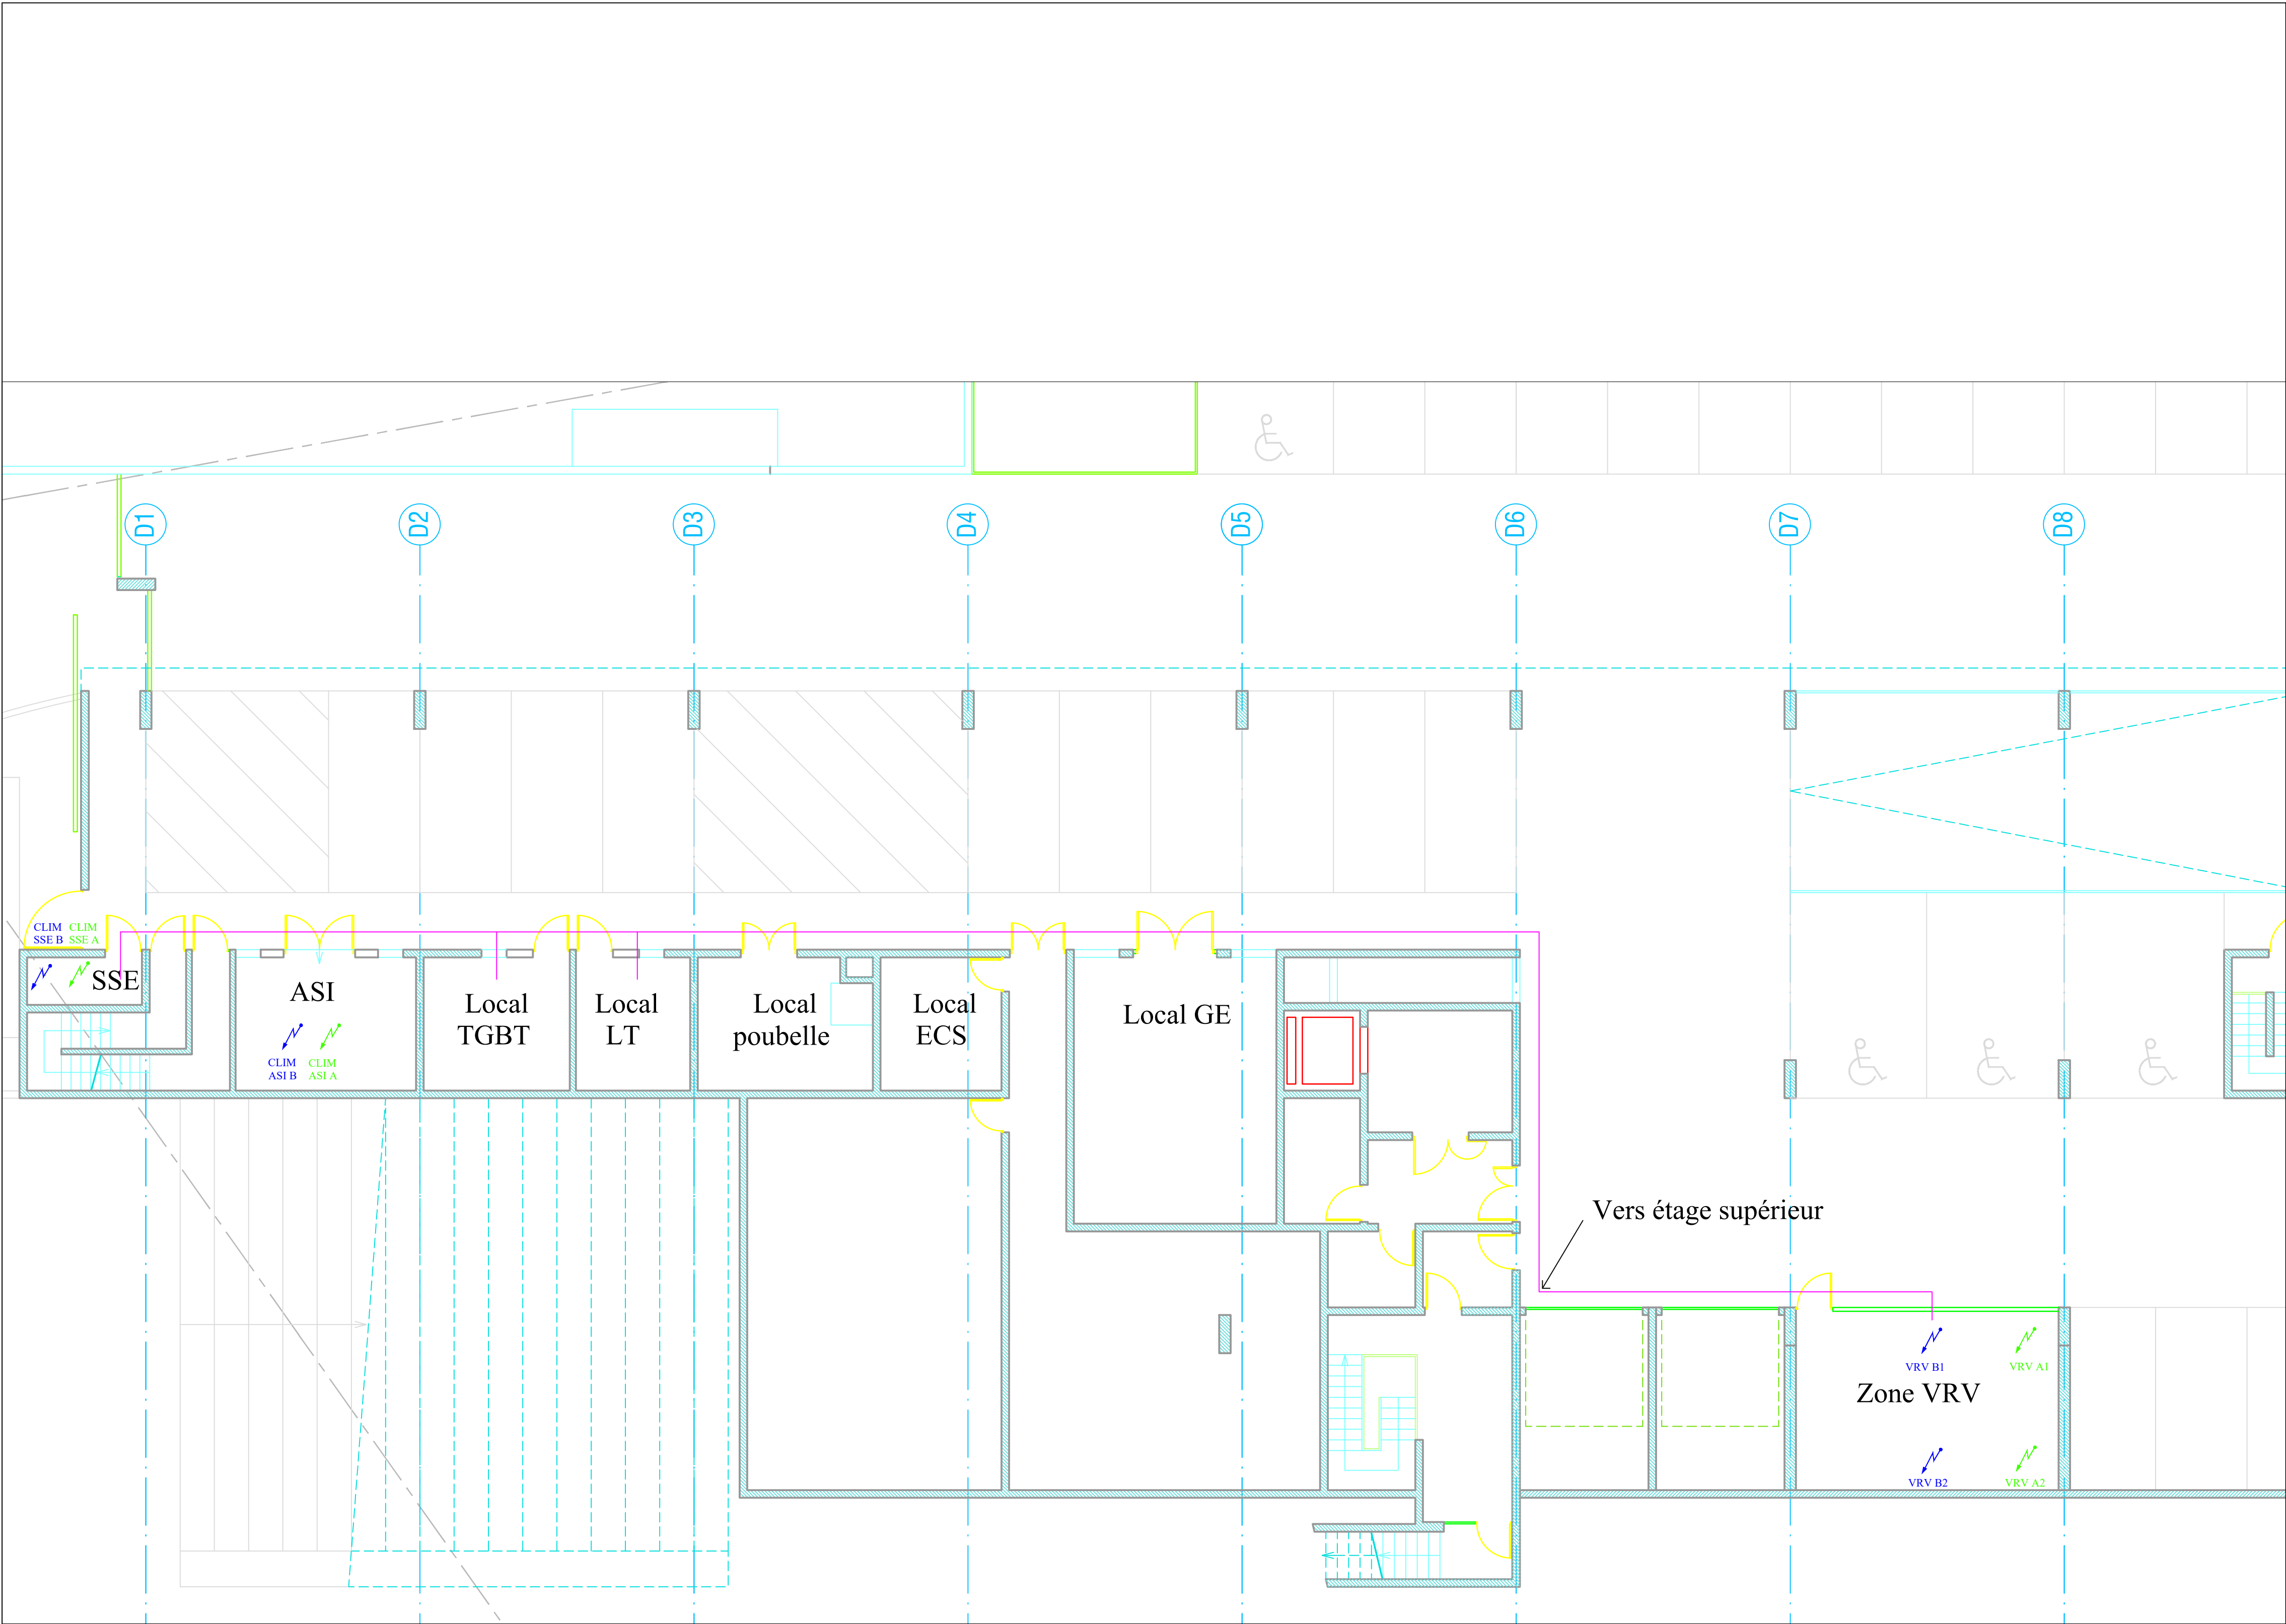 D1 D2 D3 D4 D5 D6 D7 D8
CLIM CLIM
SSE B SSE A
SSE
ASI
CLIM CLIM
ASI B ASI A
Local
TGBT
Local
LT
Local
poubelle
Local
ECS
Local GE
Vers étage supérieur
VRV B1 VRV A1
Zone VRV
VRV B2 VRV A2